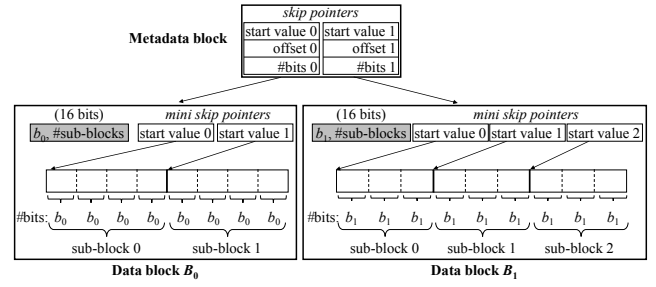 skip pointers
Metadata block
start value 0 start value 1
offset 0 offset 1
#bits 0 #bits 1
(16 bits) mini skip pointers
b0, #sub-blocks start value 0 start value 1
#bits: b0 b0 b0 b0 b0 b0 b0 b0
sub-block 0 sub-block 1
Data block B0
(16 bits) mini skip pointers
b1, #sub-blocks start value 0 start value 1 start value 2
#bits: b1 b1 b1 b1 b1 b1 b1 b1 b1
sub-block 0 sub-block 1 sub-block 2
Data block B1